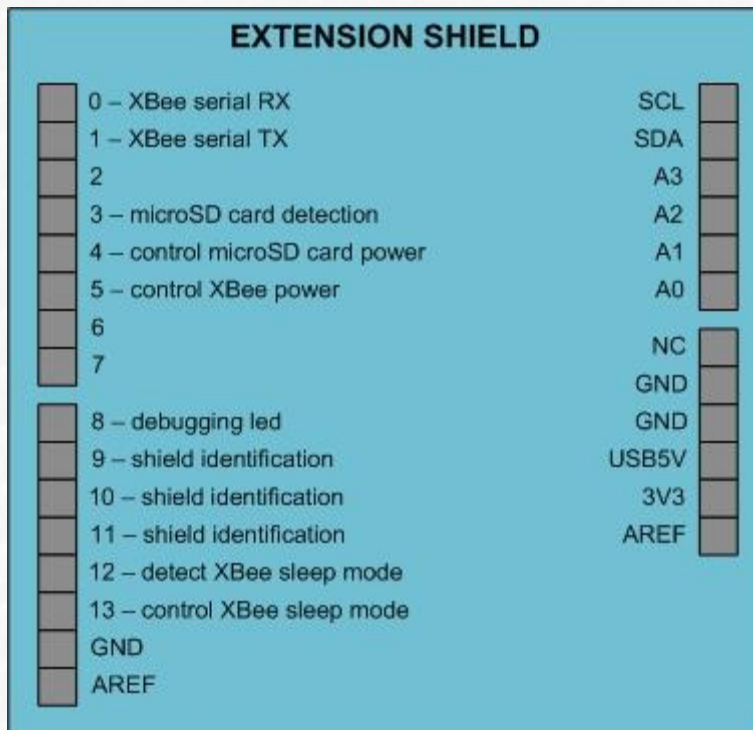 EXTENSION SHIELD
0 – XBee serial RX
1 – XBee serial TX
2
3 – microSD card detection
4 – control microSD card power
5 – control XBee power
6
7
8 – debugging led
9 – shield identification
10 – shield identification
11 – shield identification
12 – detect XBee sleep mode
13 – control XBee sleep mode
GND
AREF
SCL
SDA
A3
A2
A1
A0
NC
GND
GND
USB5V
3V3
AREF